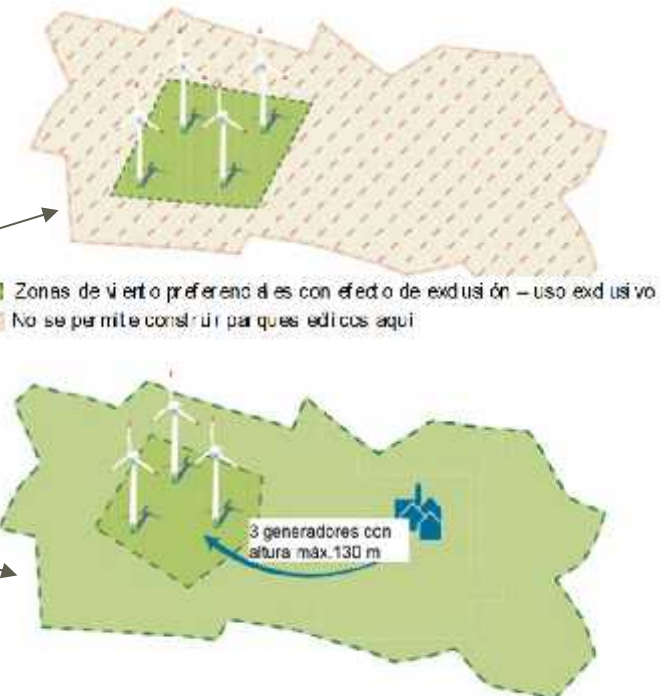 Zonas de viento preferenciales con efecto de exclusión – uso exclusivo
No se permite construir parques eólicos aquí
3 generadores con
altura máx.130 m